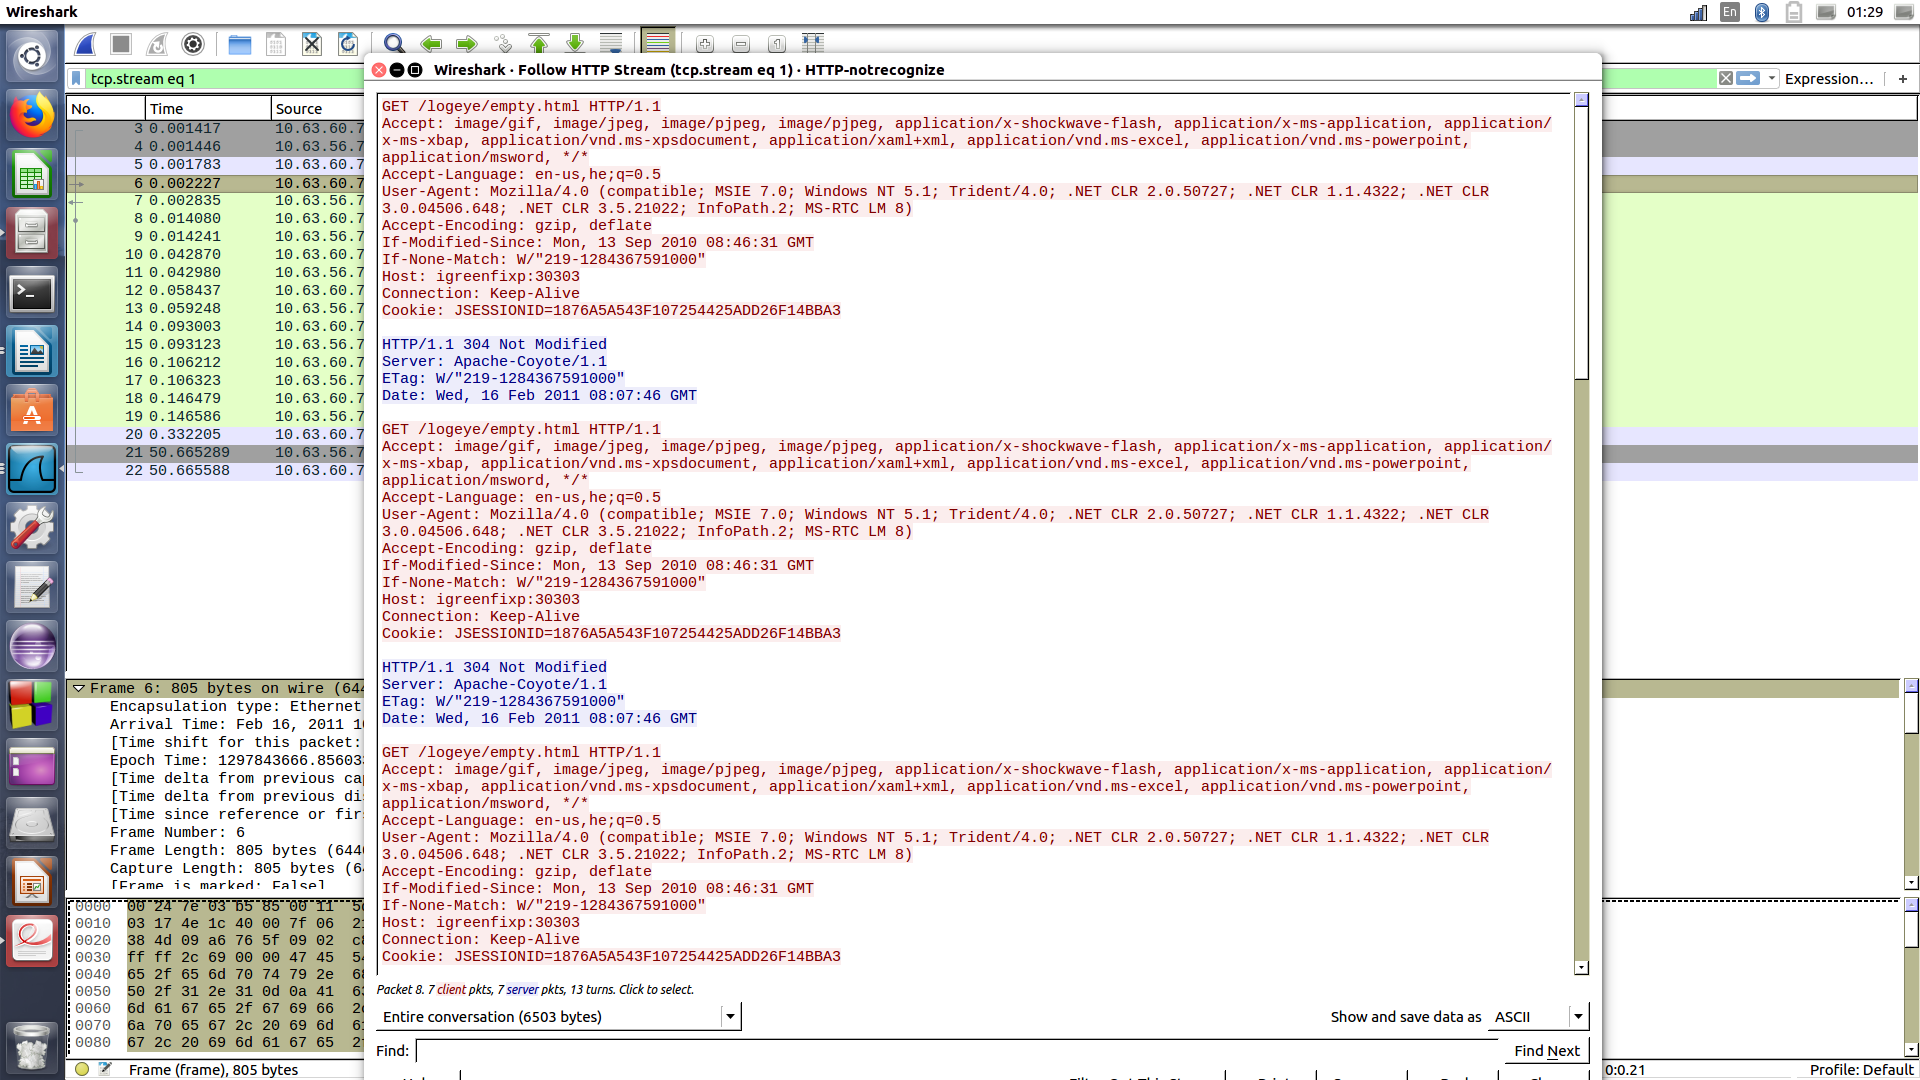 Wireshark
En
01:29
tcp.stream eq 1
Expression…
+
Wireshark · Follow HTTP Stream (tcp.stream eq 1) · HTTP-notrecognize
No. Time Source
3 0.001417 10.63.60.7
4 0.001446 10.63.56.7
5 0.001783 10.63.60.7
6 0.002227 10.63.60.7
7 0.002835 10.63.56.7
8 0.014080 10.63.60.7
9 0.014241 10.63.56.7
10 0.042870 10.63.60.7
11 0.042980 10.63.56.7
12 0.058437 10.63.60.7
13 0.059248 10.63.56.7
14 0.093003 10.63.60.7
15 0.093123 10.63.56.7
16 0.106212 10.63.60.7
17 0.106323 10.63.56.7
18 0.146479 10.63.60.7
19 0.146586 10.63.56.7
20 0.332205 10.63.60.7
21 50.665289 10.63.56.7
22 50.665588 10.63.60.7
GET /logeye/empty.html HTTP/1.1
Accept: image/gif, image/jpeg, image/pjpeg, image/pjpeg, application/x-shockwave-flash, application/x-ms-application, application/
x-ms-xbap, application/vnd.ms-xpsdocument, application/xaml+xml, application/vnd.ms-excel, application/vnd.ms-powerpoint,
application/msword, */*
Accept-Language: en-us,he;q=0.5
User-Agent: Mozilla/4.0 (compatible; MSIE 7.0; Windows NT 5.1; Trident/4.0; .NET CLR 2.0.50727; .NET CLR 1.1.4322; .NET CLR
3.0.04506.648; .NET CLR 3.5.21022; InfoPath.2; MS-RTC LM 8)
Accept-Encoding: gzip, deflate
If-Modified-Since: Mon, 13 Sep 2010 08:46:31 GMT
If-None-Match: W/"219-1284367591000"
Host: igreenfixp:30303
Connection: Keep-Alive
Cookie: JSESSIONID=1876A5A543F107254425ADD26F14BBA3
HTTP/1.1 304 Not Modified
Server: Apache-Coyote/1.1
ETag: W/"219-1284367591000"
Date: Wed, 16 Feb 2011 08:07:46 GMT
GET /logeye/empty.html HTTP/1.1
Accept: image/gif, image/jpeg, image/pjpeg, image/pjpeg, application/x-shockwave-flash, application/x-ms-application, application/
x-ms-xbap, application/vnd.ms-xpsdocument, application/xaml+xml, application/vnd.ms-excel, application/vnd.ms-powerpoint,
application/msword, */*
Accept-Language: en-us,he;q=0.5
User-Agent: Mozilla/4.0 (compatible; MSIE 7.0; Windows NT 5.1; Trident/4.0; .NET CLR 2.0.50727; .NET CLR 1.1.4322; .NET CLR
3.0.04506.648; .NET CLR 3.5.21022; InfoPath.2; MS-RTC LM 8)
Accept-Encoding: gzip, deflate
If-Modified-Since: Mon, 13 Sep 2010 08:46:31 GMT
If-None-Match: W/"219-1284367591000"
Host: igreenfixp:30303
Connection: Keep-Alive
Cookie: JSESSIONID=1876A5A543F107254425ADD26F14BBA3
HTTP/1.1 304 Not Modified
Server: Apache-Coyote/1.1
ETag: W/"219-1284367591000"
Date: Wed, 16 Feb 2011 08:07:46 GMT
GET /logeye/empty.html HTTP/1.1
Accept: image/gif, image/jpeg, image/pjpeg, image/pjpeg, application/x-shockwave-flash, application/x-ms-application, application/
x-ms-xbap, application/vnd.ms-xpsdocument, application/xaml+xml, application/vnd.ms-excel, application/vnd.ms-powerpoint,
application/msword, */*
Accept-Language: en-us,he;q=0.5
User-Agent: Mozilla/4.0 (compatible; MSIE 7.0; Windows NT 5.1; Trident/4.0; .NET CLR 2.0.50727; .NET CLR 1.1.4322; .NET CLR
3.0.04506.648; .NET CLR 3.5.21022; InfoPath.2; MS-RTC LM 8)
Accept-Encoding: gzip, deflate
If-Modified-Since: Mon, 13 Sep 2010 08:46:31 GMT
If-None-Match: W/"219-1284367591000"
Host: igreenfixp:30303
Connection: Keep-Alive
Cookie: JSESSIONID=1876A5A543F107254425ADD26F14BBA3
Frame 6: 805 bytes on wire (644
Encapsulation type: Ethernet
Arrival Time: Feb 16, 2011 1
[Time shift for this packet:
Epoch Time: 1297843666.85603
[Time delta from previous ca
[Time delta from previous di
[Time since reference or fir
Frame Number: 6
Frame Length: 805 bytes (644
Capture Length: 805 bytes (6
[Frame is marked: False]
0000 00 24 7e 03 b5 85 00 11
0010 03 17 4e 1c 40 00 7f 06
0020 38 4d 09 a6 76 5f 09 02
0030 ff ff 2c 69 00 00 47 45
0040 65 2f 65 6d 70 74 79 2e
0050 50 2f 31 2e 31 0d 0a 41
0060 6d 61 67 65 2f 67 69 66
0070 6a 70 65 67 2c 20 69 6d
0080 67 2c 20 69 6d 61 67 65
Packet 8. 7 client pkts, 7 server pkts, 13 turns. Click to select.
Entire conversation (6503 bytes)
Show and save data as ASCII
Find:
Find Next
Frame (frame), 805 bytes
0:0.21
Profile: Default